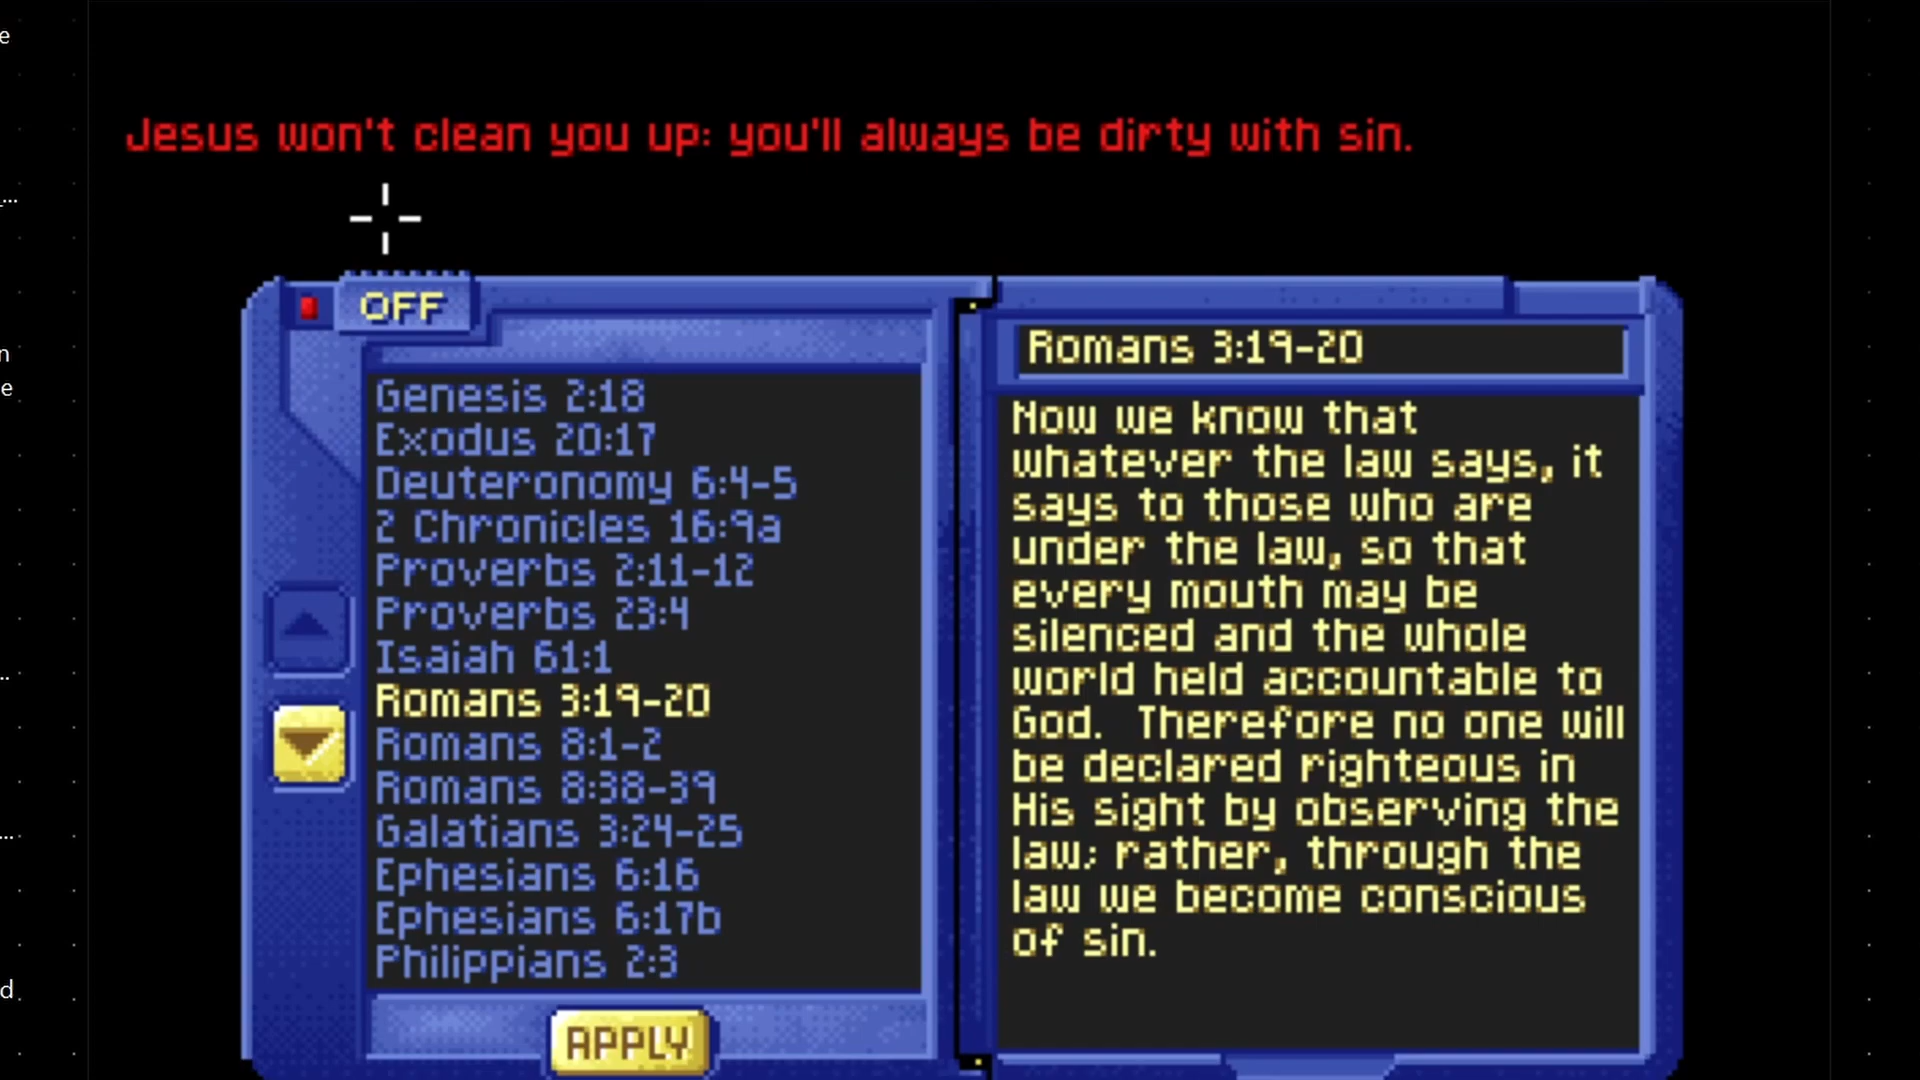 e
Jesus won't clean you up: you'll always be dirty with sin.
...
OFF
Romans 3:19-20
Genesis 2:18
Exodus 20:17
Deuteronomy 6:4-5
2 Chronicles 16:9a
Proverbs 2:11-12
Proverbs 23:4
Isaiah 61:1
Romans 3:19-20
Romans 8:1-2
Romans 8:38-39
Galatians 3:24-25
Ephesians 6:16
Ephesians 6:17b
Philippians 2:3
APPLY
Now we know that
whatever the law says, it
says to those who are
under the law, so that
every mouth may be
silenced and the whole
world held accountable to
God.  Therefore no one will
be declared righteous in
His sight by observing the
law; rather, through the
law we become conscious
of sin.
n
e
..
...
d